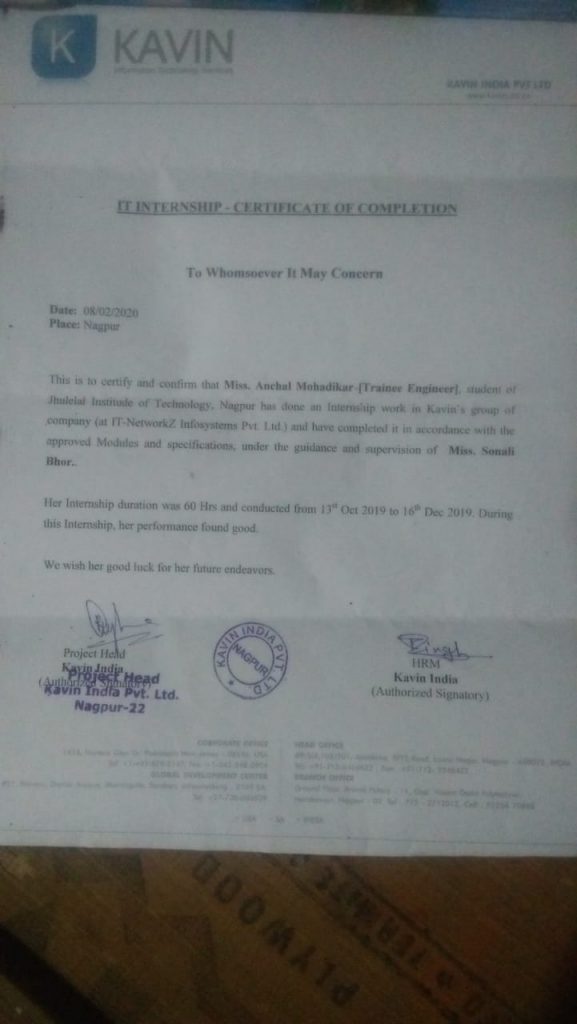 K KAVIN
Information Technology Services
KAVIN INDIA PVT LTD
IT INTERNSHIP - CERTIFICATE OF COMPLETION
To Whomsoever It May Concern
Date: 08/02/2020
Place: Nagpur
This is to certify and confirm that Miss. Anchal Mohadikar-[Trainee Engineer], student of
Jhulelal Institude of Technology, Nagpur has done an Internship work in Kavin's group of
company (at IT-NetworkZ Infosystems Pvt. Ltd.) and have completed it in accordance with the
approved Modules and specifications, under the guidance and supervision of Miss. Sonali
Bhor..
Her Internship duration was 60 Hrs and conducted from 13th Oct 2019 to 16th Dec 2019. During
this Internship, her performance found good.
We wish her good luck for her future endeavors.
Project Head
Kavin India
(Authorized Signatory)
Project Head
Kavin India Pvt. Ltd.
Nagpur-22
KAVIN INDIA PVT. LTD.
NAGPUR
HRM
Kavin India
(Authorized Signatory)
CORPORATE OFFICE
GLOBAL DEVELOPMENT CENTER
HEAD OFFICE
BRANCH OFFICE
PLYWOOD